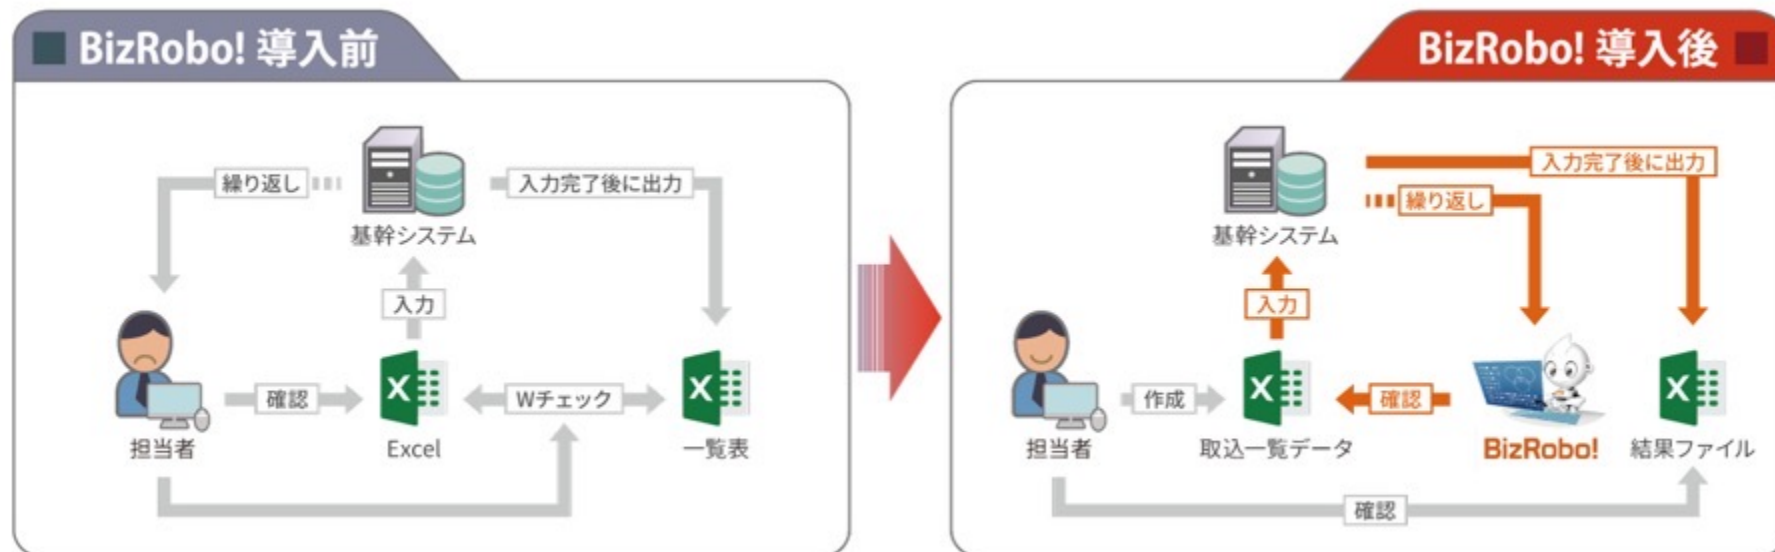 BizRobo! 導入前
繰り返し
入力完了後に出力
基幹システム
入力
確認
Wチェック
担当者
Excel
一覧表
BizRobo! 導入後
入力完了後に出力
繰り返し
基幹システム
入力
作成
確認
担当者
取込一覧データ
BizRobo!
結果ファイル
確認